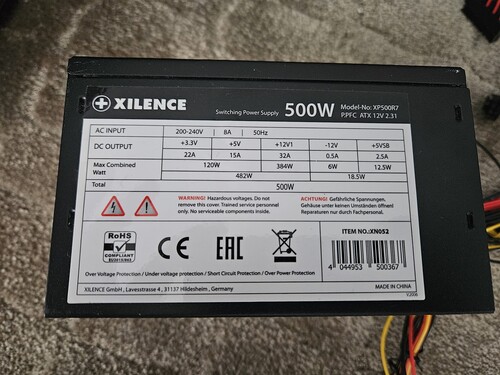 XILENCE Switching Power Supply 500W Model-No: XP500R7
P.PFC ATX 12V 2.31
AC INPUT 200-240V | 8A | 50Hz
DC OUTPUT +3.3V +5V +12V1 -12V +5VSB
22A 15A 32A 0.5A 2.5A
Max Combined Watt 120W 384W 6W 12.5W
482W 18.5W
Total 500W
WARNING! Hazardous voltages. Do not
remove this cover. Trained service personnel
only. No serviceable components inside.
ACHTUNG! Gefährliche Spannungen.
Gehäuse unter keinen Umständen öffnen!
Reparaturen nur durch Fachpersonel.
RoHS
COMPLIANT
CE EAC
ITEM NO.:XN052
4 044953 500367
Over Voltage Protection / Under voltage protection / Short Circuit Protection / Over Power Protection
XILENCE GmbH , Lavesstrasse 4 , 31137 Hildesheim , Germany
MADE IN CHINA